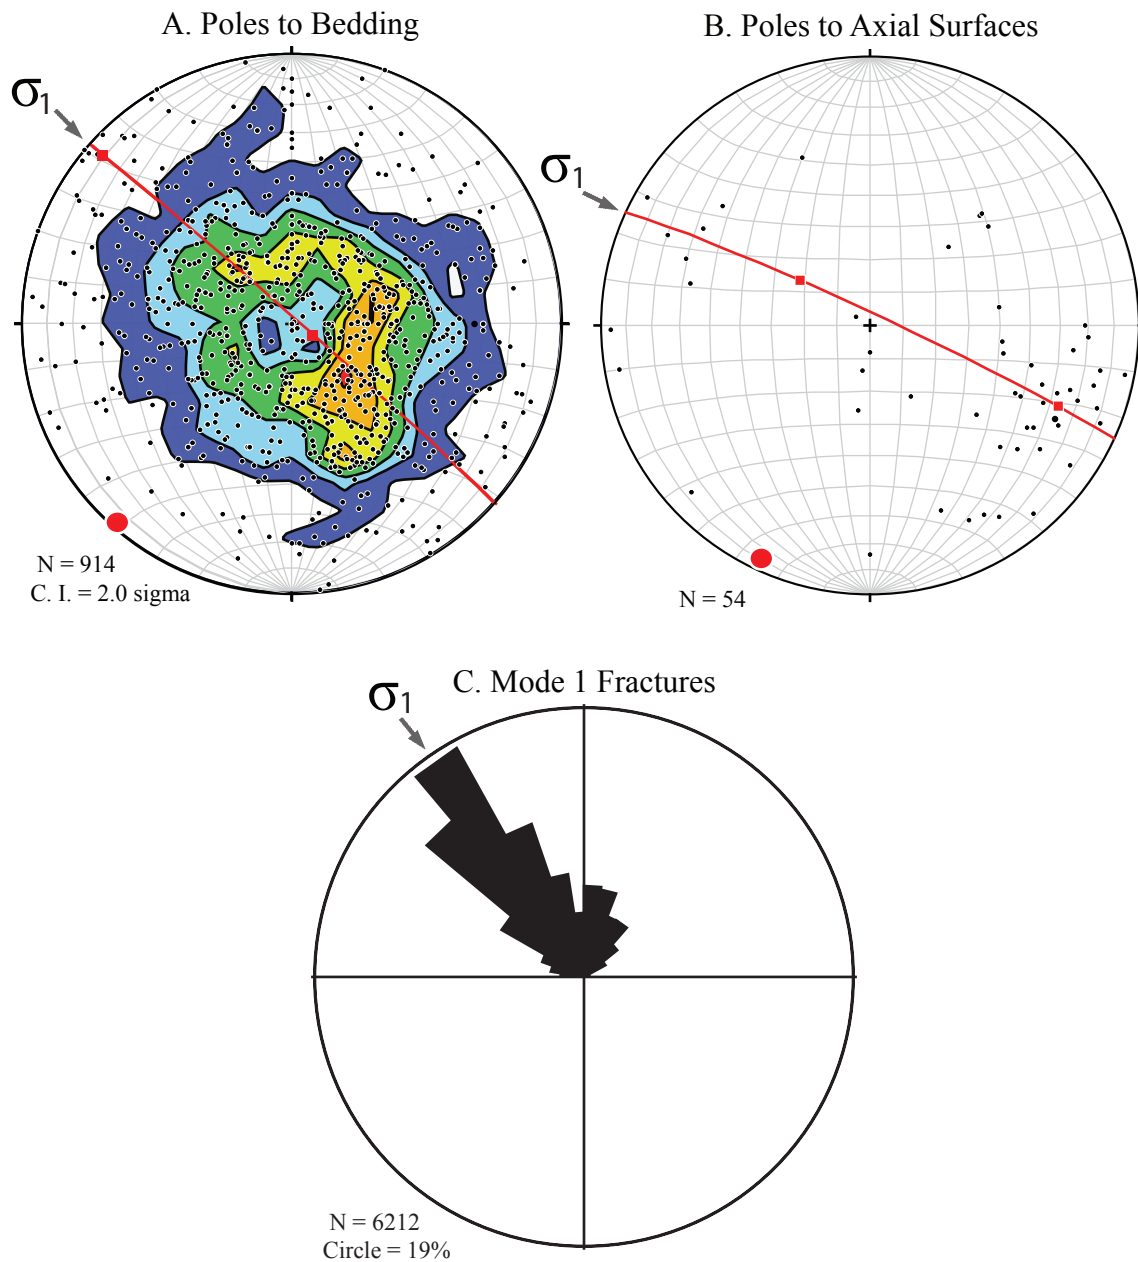 A. Poles to Bedding
σ1
N = 914
C. I. = 2.0 sigma
B. Poles to Axial Surfaces
σ1
N = 54
C. Mode 1 Fractures
σ1
N = 6212
Circle = 19%